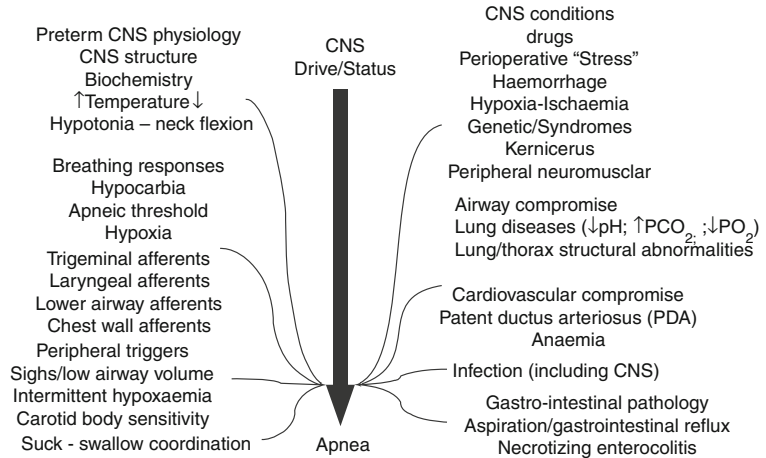 Preterm CNS physiology
CNS structure
Biochemistry
↑Temperature↓
Hypotonia – neck flexion
Breathing responses
Hypocarbia
Apneic threshold
Hypoxia
Trigeminal afferents
Laryngeal afferents
Lower airway afferents
Chest wall afferents
Peripheral triggers
Sighs/low airway volume
Intermittent hypoxaemia
Carotid body sensitivity
Suck - swallow coordination
CNS
Drive/Status
Apnea
CNS conditions
drugs
Perioperative “Stress”
Haemorrhage
Hypoxia-Ischaemia
Genetic/Syndromes
Kernicerus
Peripheral neuromusclar
Airway compromise
Lung diseases (↓pH; ↑PCO2; ;↓PO2)
Lung/thorax structural abnormalities
Cardiovascular compromise
Patent ductus arteriosus (PDA)
Anaemia
Infection (including CNS)
Gastro-intestinal pathology
Aspiration/gastrointestinal reflux
Necrotizing enterocolitis